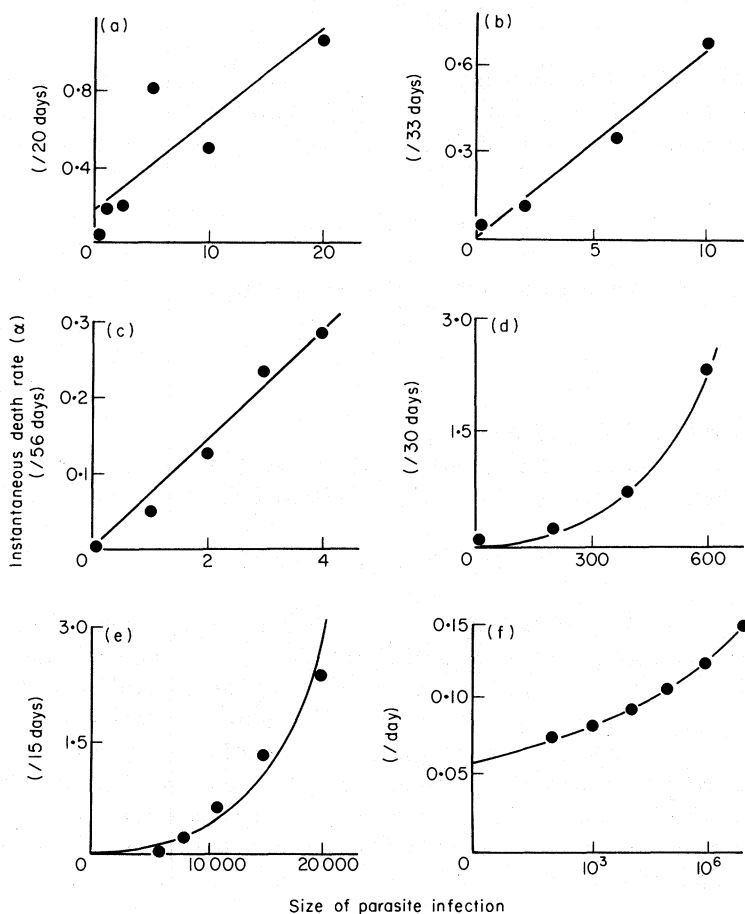 (a)
(/20 days)
0·8
0·4
0
10
20
(b)
(/33 days)
0·6
0·3
0
5
10
Instantaneous death rate (α)
(c)
(/56 days)
0·3
0·2
0·1
0
2
4
(d)
(/30 days)
3·0
1·5
0
300
600
(e)
(/15 days)
3·0
1·5
0
10 000
20 000
(f)
(/day)
0·15
0·10
0·05
0
10³
10⁶
Size of parasite infection